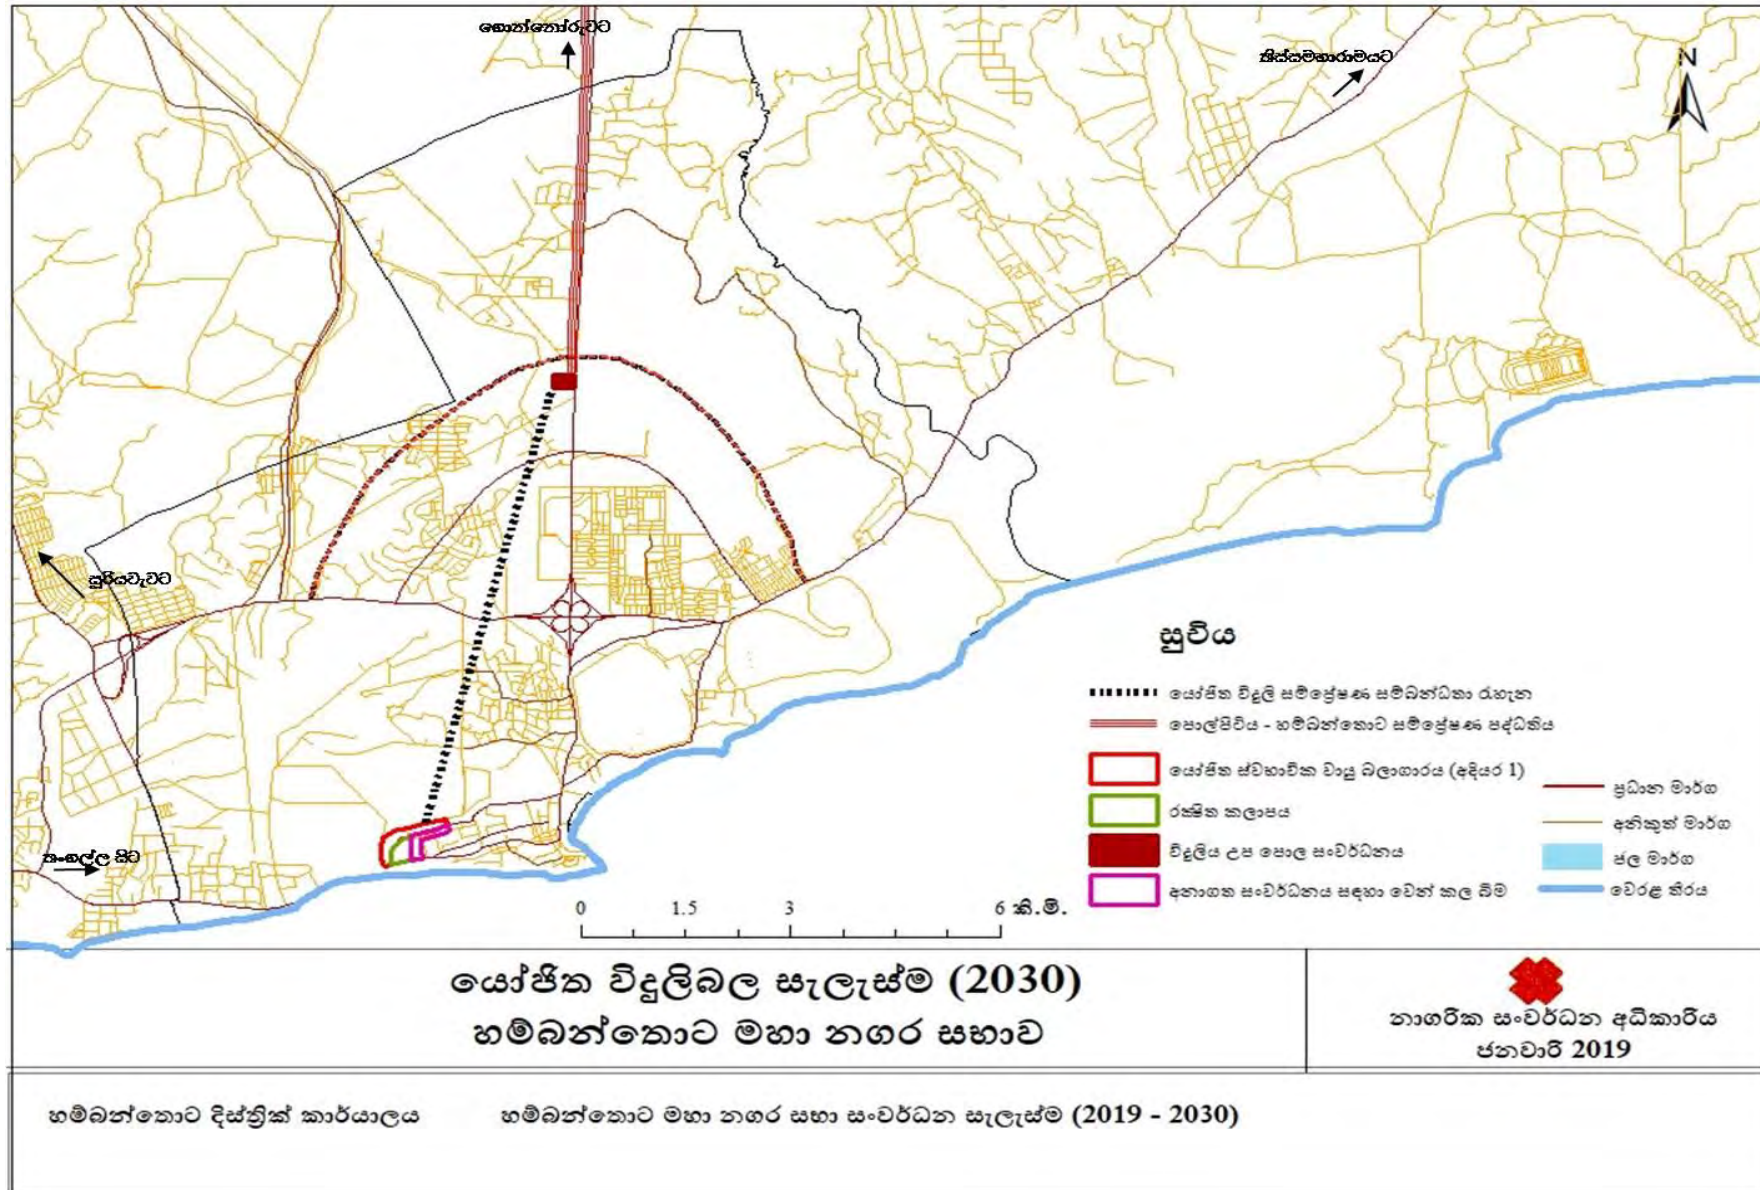 ගොන්නෝරුවට
තිස්සමහාරාමයට
N
සූරියවැවට
තංගල්ල සිට
සූචිය
යෝජිත විදුලි සම්ප්‍රේෂණ සම්බන්ධතා රැහැන
පොල්පිටිය - හම්බන්තොට සම්ප්‍රේෂණ පද්ධතිය
යෝජිත ස්වභාවික වායු බලාගාරය (අදියර 1)
රක්ෂිත කලාපය
විදුලිය උප පොල සංවර්ධනය
අනාගත සංවර්ධනය සඳහා වෙන් කල බිම
ප්‍රධාන මාර්ග
අනිකුත් මාර්ග
ජල මාර්ග
වෙරළ තීරය
0 1.5 3 6 කි.මී.
යෝජිත විදුලිබල සැලැස්ම (2030)
හම්බන්තොට මහා නගර සභාව
නාගරික සංවර්ධන අධිකාරිය
ජනවාරි 2019
හම්බන්තොට දිස්ත්‍රික් කාර්යාලය හම්බන්තොට මහා නගර සභා සංවර්ධන සැලැස්ම (2019 - 2030)